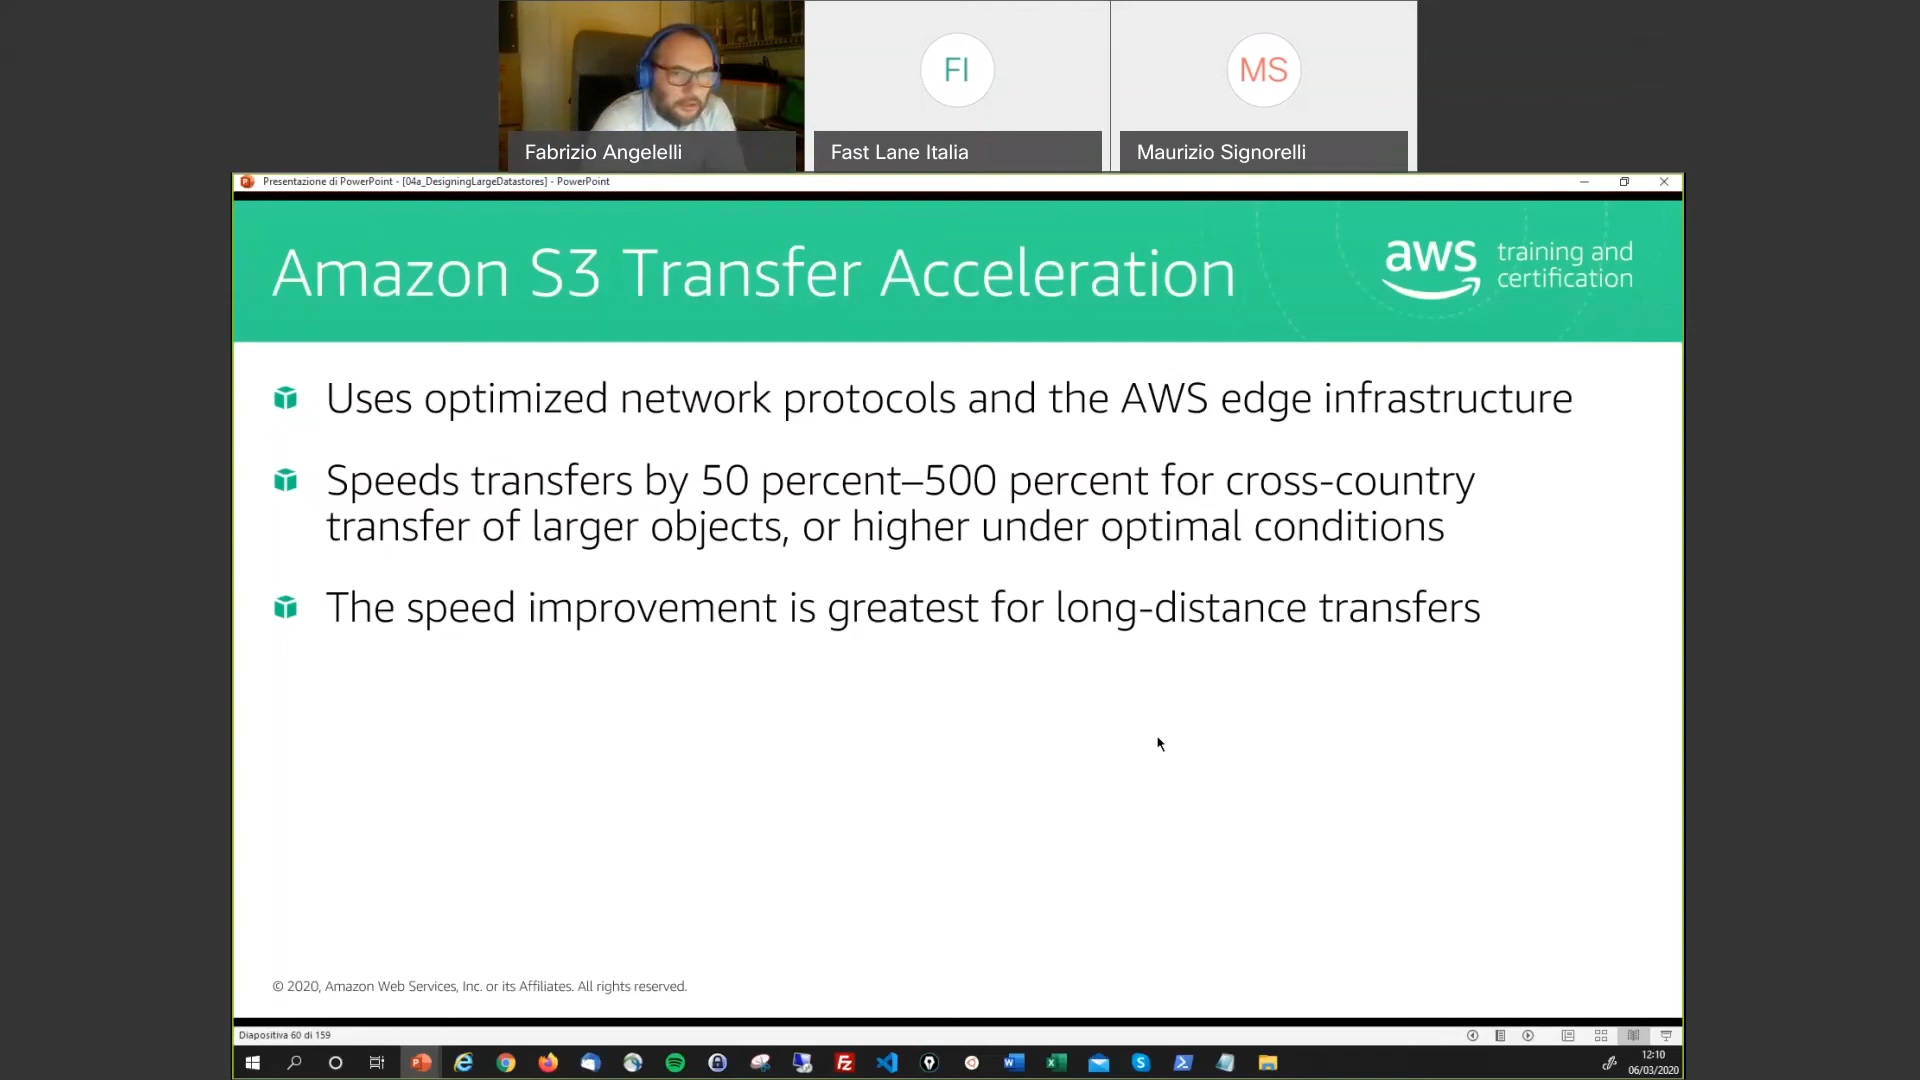 FI
MS
Fabrizio Angelelli
Fast Lane Italia
Maurizio Signorelli
Presentazione di PowerPoint - [04a_DesigningLargeDatastores] - PowerPoint
Amazon S3 Transfer Acceleration
aws
training and
certification
Uses optimized network protocols and the AWS edge infrastructure
Speeds transfers by 50 percent–500 percent for cross-country
transfer of larger objects, or higher under optimal conditions
The speed improvement is greatest for long-distance transfers
© 2020, Amazon Web Services, Inc. or its Affiliates. All rights reserved.
Diapositiva 60 di 159
12:10
06/03/2020